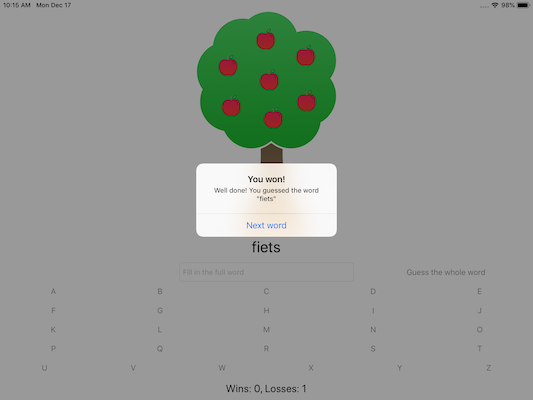 10:15 AM Mon Dec 17
98%
You won!
Well done! You guessed the word
"fiets"
Next word
fiets
Fill in the full word Guess the whole word
A B C D E
F G H I J
K L M N O
P Q R S T
U V W X Y Z
Wins: 0, Losses: 1